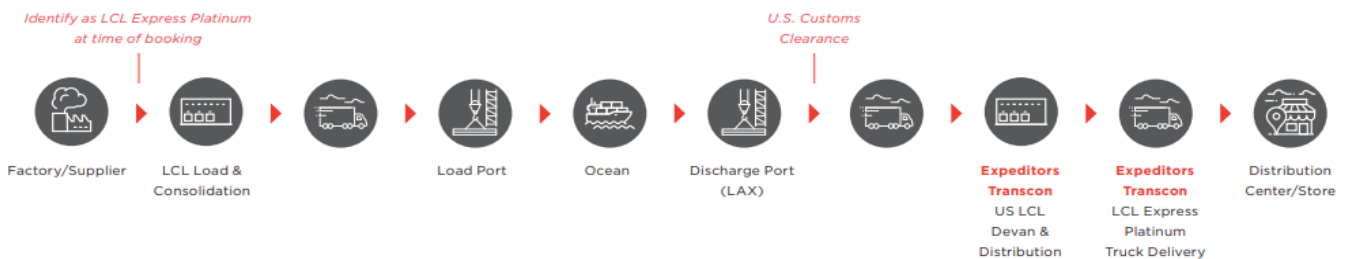 Identify as LCL Express Platinum
at time of booking
U.S. Customs
Clearance
Factory/Supplier
LCL Load &
Consolidation
Load Port
Ocean
Discharge Port
(LAX)
Expeditors
Transcon
US LCL
Devan &
Distribution
Expeditors
Transcon
LCL Express
Platinum
Truck Delivery
Distribution
Center/Store